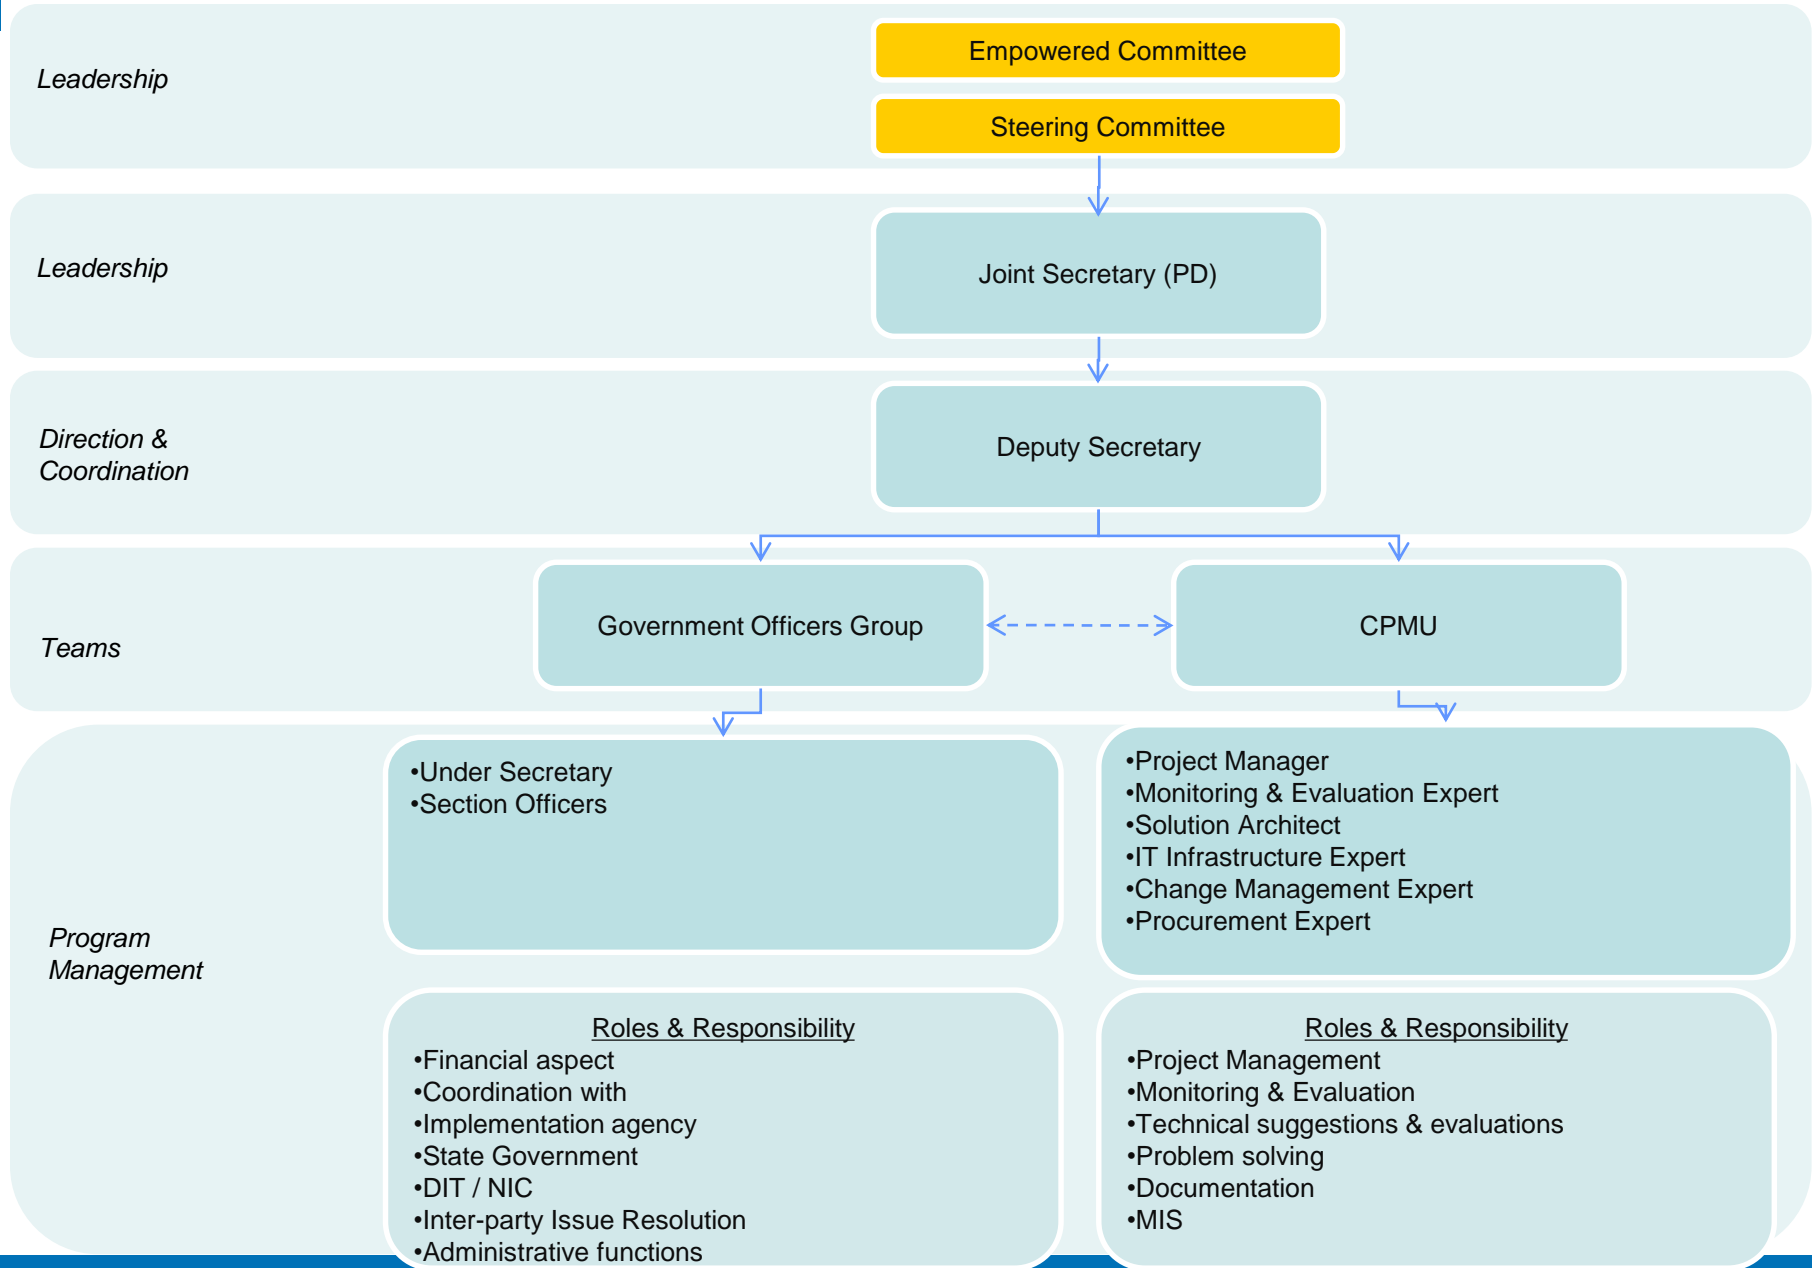 Leadership
Empowered Committee
Steering Committee
Leadership
Joint Secretary (PD)
Direction &
Coordination
Deputy Secretary
Teams
Government Officers Group
CPMU
Program
Management
•Under Secretary
•Section Officers
•Project Manager
•Monitoring & Evaluation Expert
•Solution Architect
•IT Infrastructure Expert
•Change Management Expert
•Procurement Expert
Roles & Responsibility
•Financial aspect
•Coordination with
•Implementation agency
•State Government
•DIT / NIC
•Inter-party Issue Resolution
•Administrative functions
Roles & Responsibility
•Project Management
•Monitoring & Evaluation
•Technical suggestions & evaluations
•Problem solving
•Documentation
•MIS